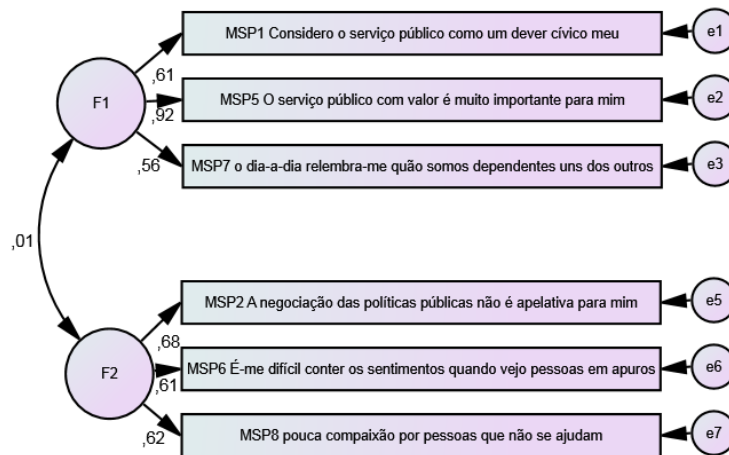 MSP1 Considero o serviço público como um dever cívico meu
e1
,61
F1
MSP5 O serviço público com valor é muito importante para mim
e2
,92
MSP7 o dia-a-dia relembra-me quão somos dependentes uns dos outros
e3
,56
,01
MSP2 A negociação das políticas públicas não é apelativa para mim
e5
,68
F2
MSP6 É-me difícil conter os sentimentos quando vejo pessoas em apuros
e6
,61
MSP8 pouca compaixão por pessoas que não se ajudam
e7
,62